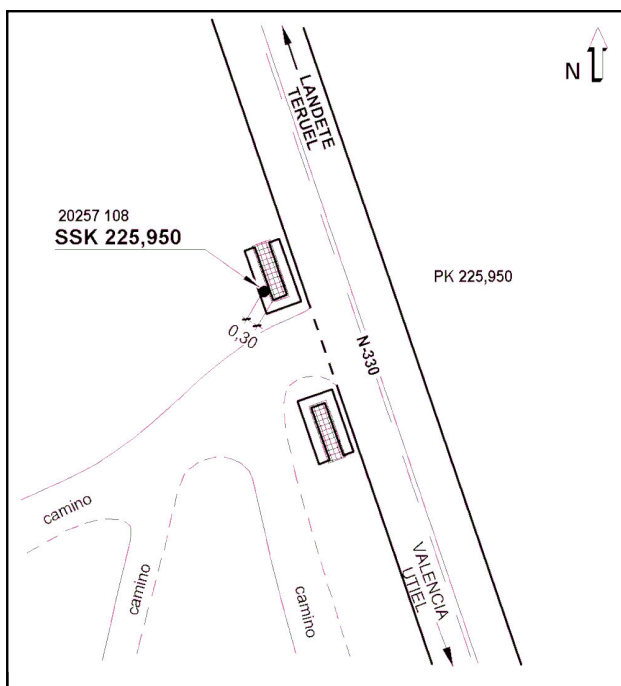 N
LANDETE
TERUEL
20257 108
SSK 225,950
PK 225,950
0,30
N-330
camino
camino
camino
VALENCIA
UTIEL